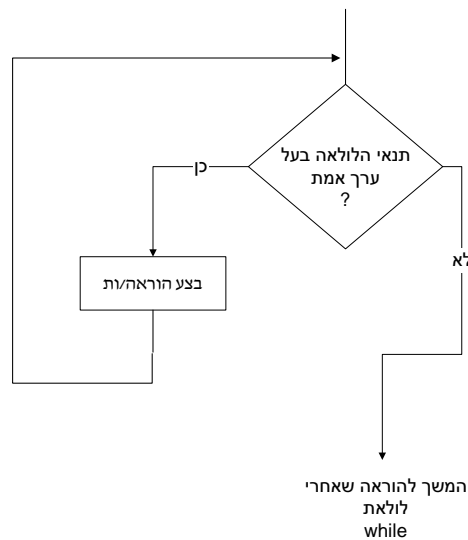 תנאי הלולאה בעל
ערך אמת
?
כן
לא
בצע הוראה/ות
המשך להוראה שאחרי
לולאת
while